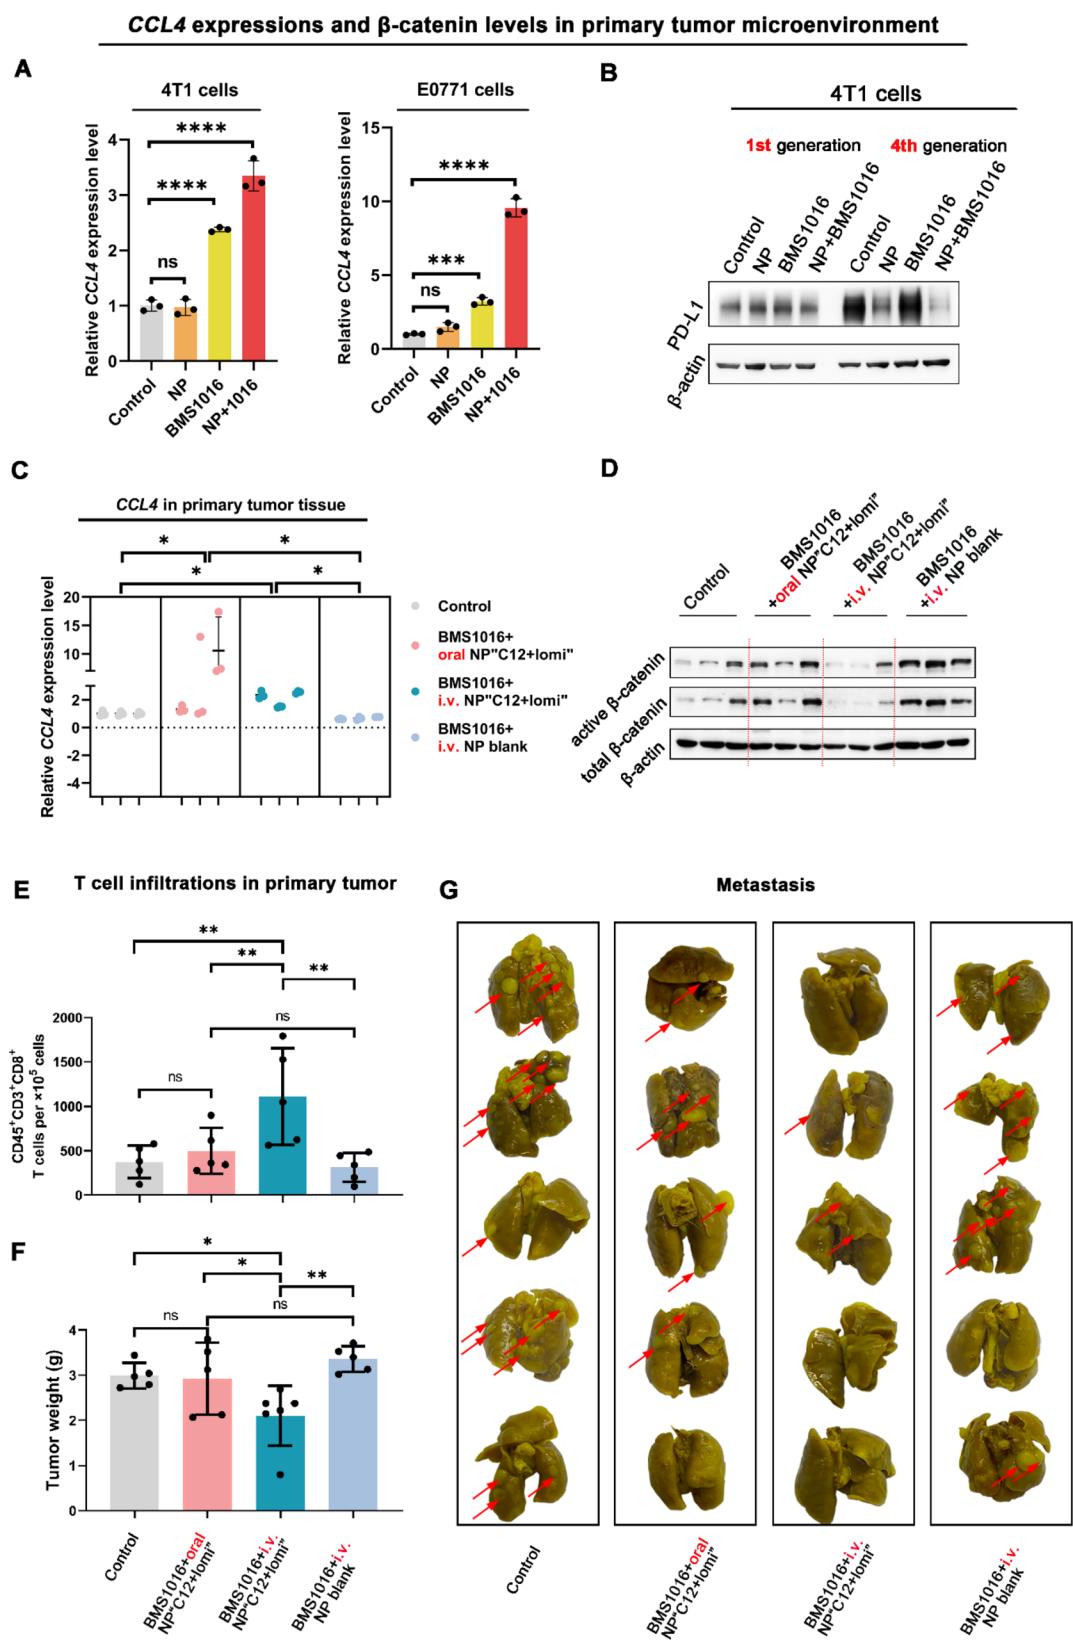 CCL4 expressions and β-catenin levels in primary tumor microenvironment
A
4T1 cells
Relative CCL4 expression level
4
3
2
1
0
****
****
ns
Control
NP
BMS1016
NP+1016
E0771 cells
Relative CCL4 expression level
15
10
5
0
****
***
ns
Control
NP
BMS1016
NP+1016
B
4T1 cells
1st generation
4th generation
Control
NP
BMS1016
NP+BMS1016
Control
NP
BMS1016
NP+BMS1016
PD-L1
β-actin
C
CCL4 in primary tumor tissue
*
*
*
*
Relative CCL4 expression level
20
15
10
2
0
-2
-4
Control
BMS1016+
oral NP"C12+lomi"
BMS1016+
i.v. NP"C12+lomi"
BMS1016+
i.v. NP blank
D
Control
BMS1016
+oral NP"C12+lomi"
BMS1016
+i.v. NP"C12+lomi"
BMS1016
+i.v. NP blank
active β-catenin
total β-catenin
β-actin
E
T cell infiltrations in primary tumor
**
**
**
ns
ns
CD45+CD3+CD8+
T cells per ×10⁵ cells
2000
1500
1000
500
0
F
*
*
**
ns
ns
Tumor weight (g)
4
3
2
1
0
Control
BMS1016+oral
NP"C12+lomi"
BMS1016+i.v.
NP"C12+lomi"
BMS1016+i.v.
NP blank
G
Metastasis
Control
BMS1016+oral
NP"C12+lomi"
BMS1016+i.v.
NP"C12+lomi"
BMS1016+i.v.
NP blank